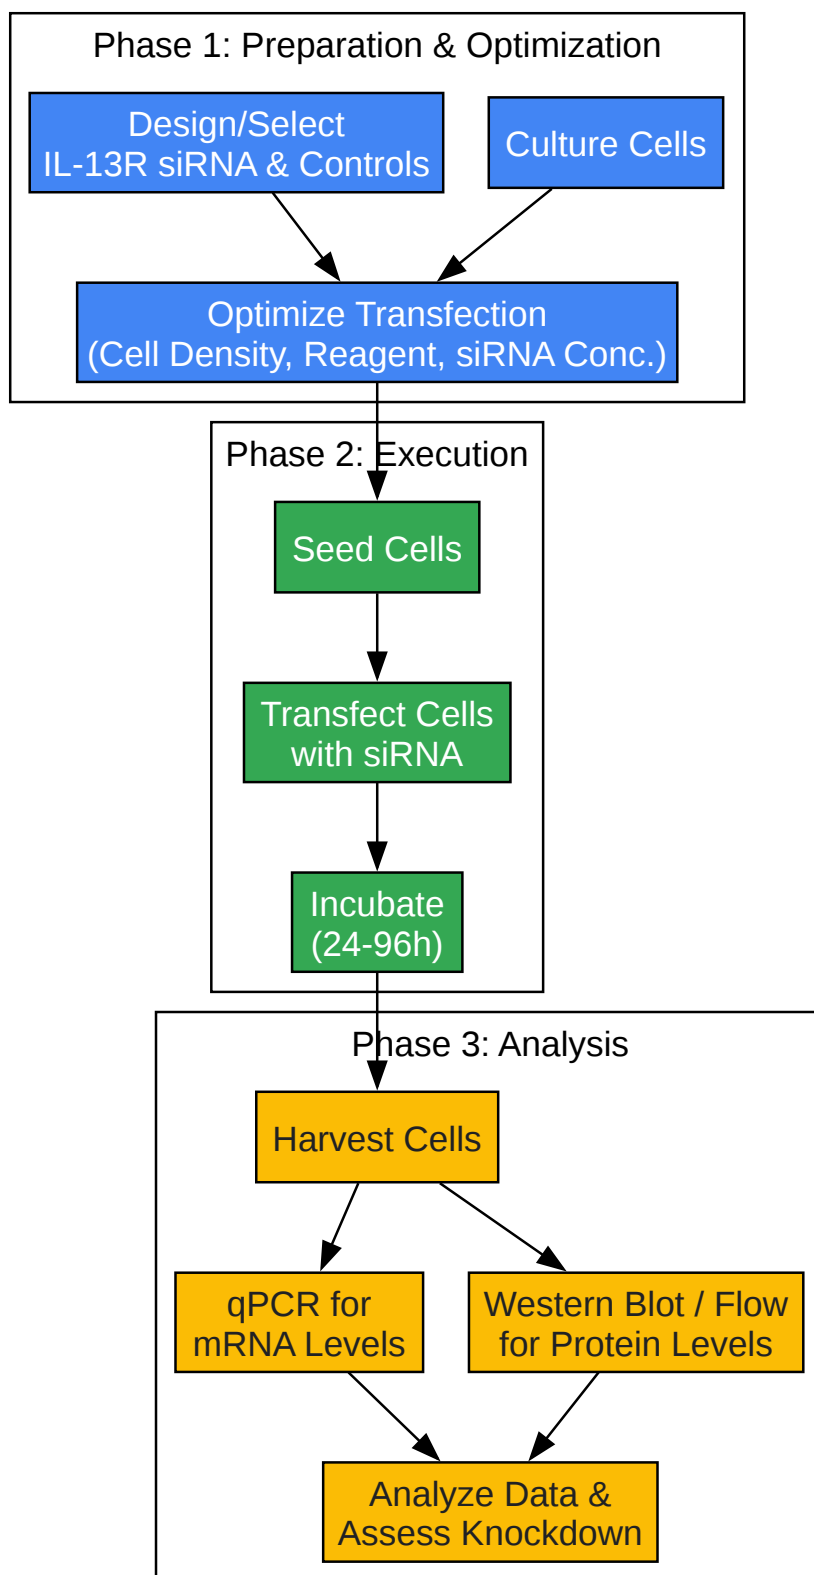 Phase 1: Preparation & Optimization
Design/Select
IL-13R siRNA & Controls
Culture Cells
Optimize Transfection
(Cell Density, Reagent, siRNA Conc.)
Phase 2: Execution
Seed Cells
Transfect Cells
with siRNA
Incubate
(24-96h)
Phase 3: Analysis
Harvest Cells
qPCR for
mRNA Levels
Western Blot / Flow
for Protein Levels
Analyze Data &
Assess Knockdown